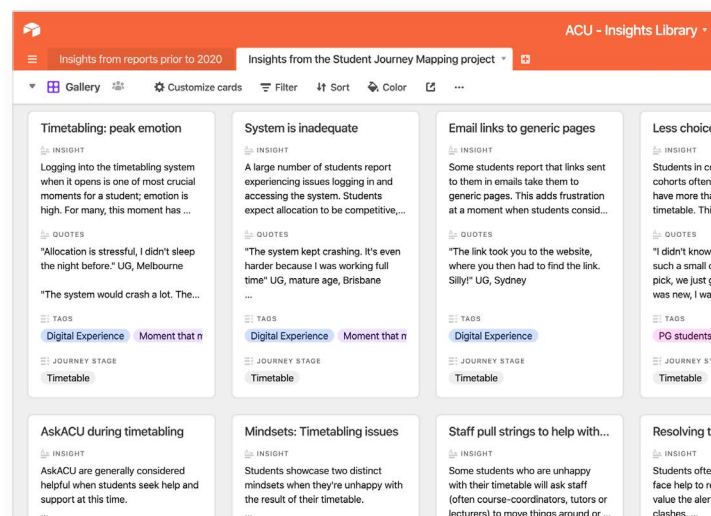 ACU - Insights Library
Insights from reports prior to 2020
Insights from the Student Journey Mapping project
Gallery
Customize cards
Filter
Sort
Color
...
Timetabling: peak emotion
INSIGHT
Logging into the timetabling system
when it opens is one of most crucial
moments for a student; emotion is
high. For many, this moment has ...
QUOTES
"Allocation is stressful, I didn't sleep
the night before." UG, Melbourne
"The system would crash a lot. The...
TAGS
Digital Experience
Moment that
JOURNEY STAGE
Timetable
System is inadequate
INSIGHT
A large number of students report
experiencing issues logging in and
accessing the system. Students
expect allocation to be competitive,...
QUOTES
"The system kept crashing. It's even
harder because I was working full
time" UG, mature age, Brisbane
...
TAGS
Digital Experience
Moment that
JOURNEY STAGE
Timetable
Email links to generic pages
INSIGHT
Some students report that links sent
to them in emails take them to
generic pages. This adds frustration
at a moment when students consid...
QUOTES
"The link took you to the website,
where you then had to find the link.
Silly!" UG, Sydney
TAGS
Digital Experience
JOURNEY STAGE
Timetable
Less choice
INSIGHT
Students in
cohorts often
have more
timetable.
QUOTES
"I didn't know
such a small
pick, we just
was new, I
TAGS
PG students
JOURNEY
Timetable
AskACU during timetabling
INSIGHT
AskACU are generally considered
helpful when students seek help and
support at this time.
...
Mindsets: Timetabling issues
INSIGHT
Students showcase two distinct
mindsets when they're unhappy with
the result of their timetable.
Staff pull strings to help with...
INSIGHT
Some students who are unhappy
with their timetable will ask staff
(often course-coordinators, tutors or
lecturers) to move things around or ...
Resolving
INSIGHT
Students
face help to
value the
clashes. ...